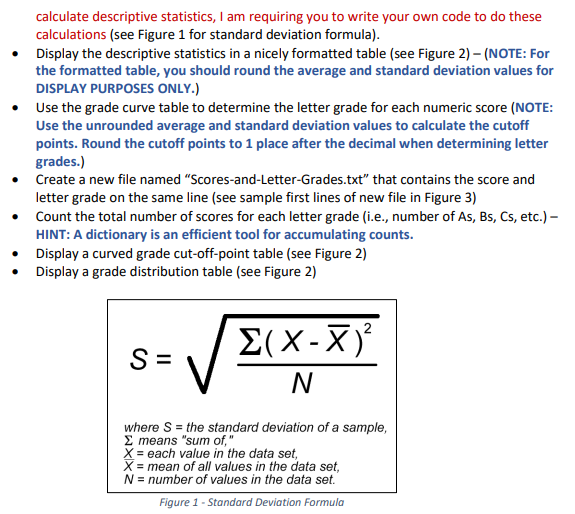 calculate descriptive statistics, I am requiring you to write your own code to do these
calculations (see Figure 1 for standard deviation formula).
• Display the descriptive statistics in a nicely formatted table (see Figure 2) – (NOTE: For
the formatted table, you should round the average and standard deviation values for
DISPLAY PURPOSES ONLY.)
• Use the grade curve table to determine the letter grade for each numeric score (NOTE:
Use the unrounded average and standard deviation values to calculate the cutoff
points. Round the cutoff points to 1 place after the decimal when determining letter
grades.)
• Create a new file named “Scores-and-Letter-Grades.txt” that contains the score and
letter grade on the same line (see sample first lines of new file in Figure 3)
• Count the total number of scores for each letter grade (i.e., number of As, Bs, Cs, etc.) –
HINT: A dictionary is an efficient tool for accumulating counts.
• Display a curved grade cut-off-point table (see Figure 2)
• Display a grade distribution table (see Figure 2)
S = √(Σ(X - X̅)² / N)
where S = the standard deviation of a sample,
Σ means "sum of,"
X = each value in the data set,
X̅ = mean of all values in the data set,
N = number of values in the data set.
Figure 1 - Standard Deviation Formula